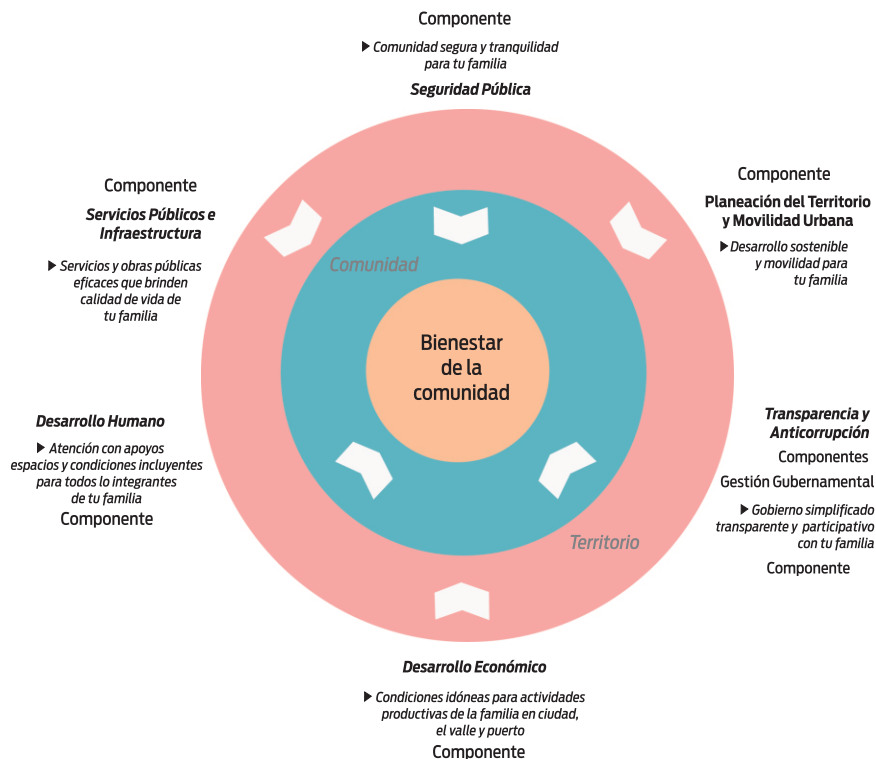 Componente
▶ Comunidad segura y tranquilidad
para tu familia
Seguridad Pública
Componente
Servicios Públicos e
Infraestructura
▶ Servicios y obras públicas
eficaces que brinden
calidad de vida de
tu familia
Componente
Planeación del Territorio
y Movilidad Urbana
▶ Desarrollo sostenible
y movilidad para
tu familia
Comunidad
Bienestar
de la
comunidad
Territorio
Desarrollo Humano
▶ Atención con apoyos
espacios y condiciones incluyentes
para todos lo integrantes
de tu familia
Componente
Transparencia y
Anticorrupción
Componentes
Gestión Gubernamental
▶ Gobierno simplificado
transparente y participativo
con tu familia
Componente
Desarrollo Económico
▶ Condiciones idóneas para actividades
productivas de la familia en ciudad,
el valle y puerto
Componente